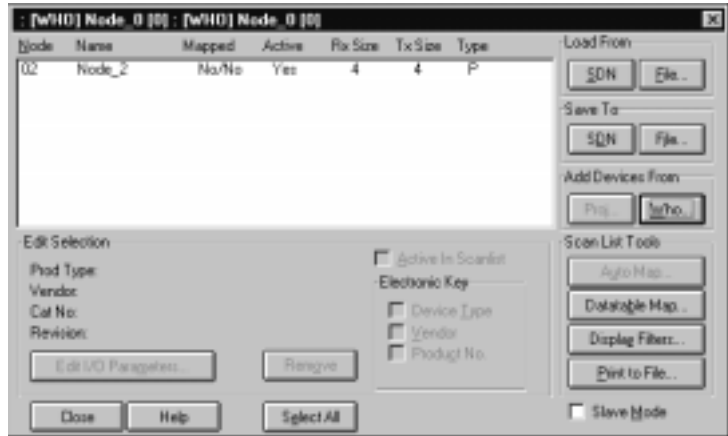 : [WHO] Node_0 [0] : [WHO] Node_0 [0]
Node Name Mapped Active Rx Size Tx Size Type
02 Node_2 No/No Yes 4 4 P
Load From
SDN File...
Save To
SDN File...
Add Devices From
Proj... Who...
Edit Selection
Prod Type:
Vendor:
Cat No:
Revision:
Edit I/O Parameters...
Remove
Active In Scanlist
Electronic Key
Device Type
Vendor
Product No.
Scan List Tools
Auto Map...
Datatable Map...
Display Filters...
Print to File...
Close Help Select All
Slave Mode